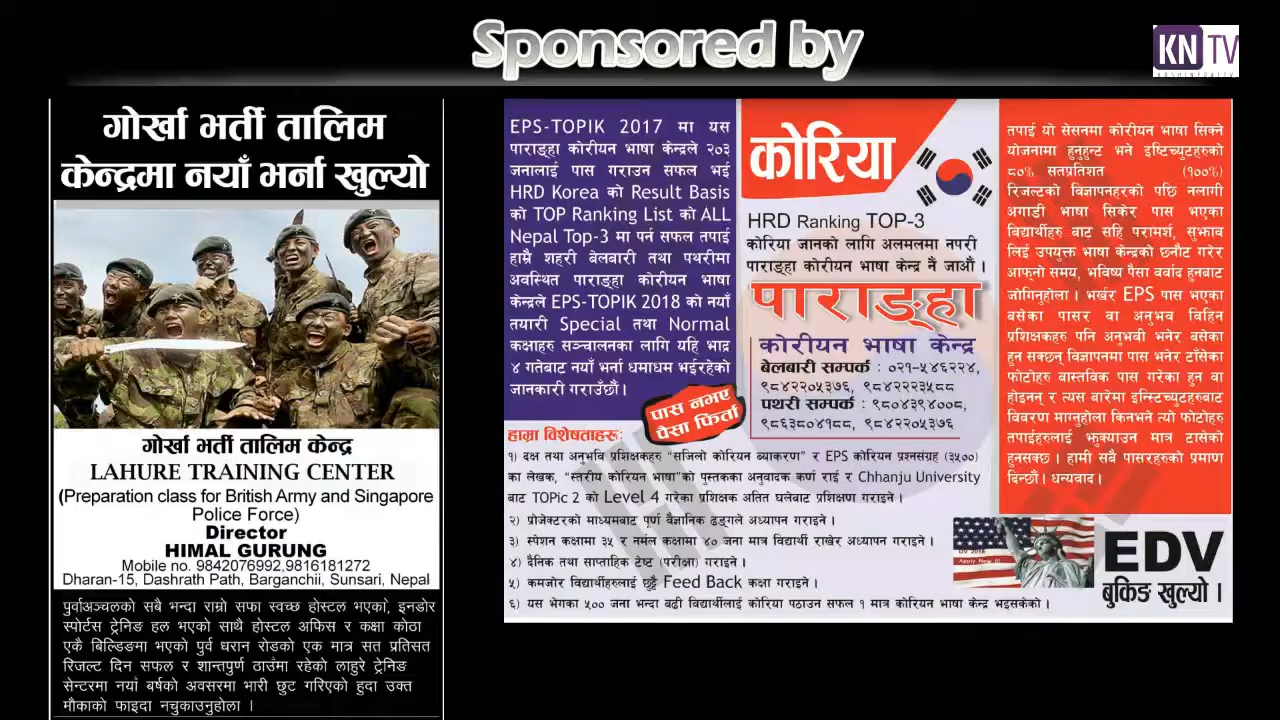 Sponsored by
KN TV
गोर्खा भर्ती तालिम
केन्द्रमा नयाँ भर्ना खुल्यो
गोर्खा भर्ती तालिम केन्द्र
LAHURE TRAINING CENTER
(Preparation class for British Army and Singapore
Police Force)
Director
HIMAL GURUNG
Mobile no. 9842076992,9816181272
Dharan-15, Dashrath Path, Barganchii, Sunsari, Nepal
पुर्वाञ्चलको सबै भन्दा राम्रो सफा स्वच्छ होस्टल भएको, इनडोर
स्पोर्टस ट्रेनिङ हल भएको साथै होस्टल अफिस र कक्षा कोठा
एकै बिल्डिङमा भएको पुर्व धरान रोडको एक मात्र सत प्रतिसत
रिजल्ट दिन सफल र शान्तपुर्ण ठाउँमा रहेको लाहुरे ट्रेनिङ
सेन्टरमा नयाँ बर्षको अवसरमा भारी छुट गरिएको हुदा उक्त
मौकाको फाइदा नचुकाउनुहोला ।
EPS-TOPIK 2017 मा यस
पाराङ्हा कोरीयन भाषा केन्द्रले २०३
जनालाई पास गराउन सफल भई
HRD Korea को Result Basis
को TOP Ranking List को ALL
Nepal Top-3 मा पर्न सफल तपाई
हाम्रै शहरी बेलबारी तथा पथरीमा
अवस्थित पाराङ्हा कोरीयन भाषा
केन्द्रले EPS-TOPIK 2018 को नयाँ
तयारी Special तथा Normal
कक्षाहरु सञ्चालनका लागि यहि भाद्र
४ गतेबाट नयाँ भर्ना धमाधम भईरहेको
जानकारी गराउँछौं ।
पास नभए
पैसा फिर्ता
कोरिया
HRD Ranking TOP-3
कोरिया जानको लागि अलमलमा नपरी
पाराङ्हा कोरीयन भाषा केन्द्र नै जाऔं ।
पाराङ्हा
कोरीयन भाषा केन्द्र
बेलबारी सम्पर्क : ०२१-५४६२२४,
९८४२२०५३७६, ९८४२२२३५८८
पथरी सम्पर्क : ९८०४३९४००८,
९८६३८०४१८८, ९८४२२०५३७६
तपाई यो सेसनमा कोरीयन भाषा सिक्ने
योजनामा हुनुहुन्ट भने इष्टिच्युटहरुको
८०% सतप्रतिशत (१००%)
रिजल्टको विज्ञापनहरको पछि नलागी
अगाडी भाषा सिकेर पास भएका
विद्यार्थीहरु बाट सहि परामर्श, सुझाव
लिई उपयुक्त भाषा केन्द्रको छनौट गरेर
आफ्नो समय, भविष्य पैसा वर्वाद हुनबाट
जोगिनुहोला । भर्खर EPS पास भएका
बसेका पासर वा अनुभव विहिन
प्रशिक्षकहरु पनि अनुभवी भनेर बसेका
हुन सक्छन् विज्ञापनमा पास भनेर टाँसेका
फोटोहरु बास्तविक पास गरेका हुन वा
होइनन् र त्यस बारेमा इन्स्टिच्युटहरुबाट
बिवरण माग्नुहोला किनभने त्यो फोटोहरु
तपाईहरुलाई झुक्याउन मात्र टासेको
हुनसक्छ । हामी सबै पासरहरुको प्रमाण
दिन्छौं । धन्यवाद ।
हाम्रा विशेषताहरुः
१) दक्ष तथा अनुभवि प्रशिक्षकहरु "सजिलो कोरियन ब्याकरण" र EPS कोरियन प्रश्नसंग्रह (३५००)
का लेखक, "स्तरीय कोरियन भाषा"को पुस्तकका अनुवादक कर्ण राई र Chhanju University
बाट TOPic 2 को Level 4 गरेका प्रशिक्षक अतित घलेबाट प्रशिक्षण गराइने ।
२) प्रोजेक्टरको माध्यमबाट पूर्ण बैज्ञानिक ढङ्गले अध्यापन गराइने ।
३) स्पेशन कक्षामा ३५ र नर्मल कक्षामा ४० जना मात्र विद्यार्थी राखेर अध्यापन गराइने ।
४) दैनिक तथा साप्ताहिक टेष्ट (परीक्षा) गराइने ।
५) कमजोर विद्यार्थीहरुलाई छुट्टै Feed Back कक्षा गराइने ।
६) यस भेगका ५०० जना भन्दा बढी विद्यार्थीलाई कोरिया पठाउन सफल १ मात्र कोरियन भाषा केन्द्र भइसकेको ।
EDV
बुकिङ खुल्यो ।